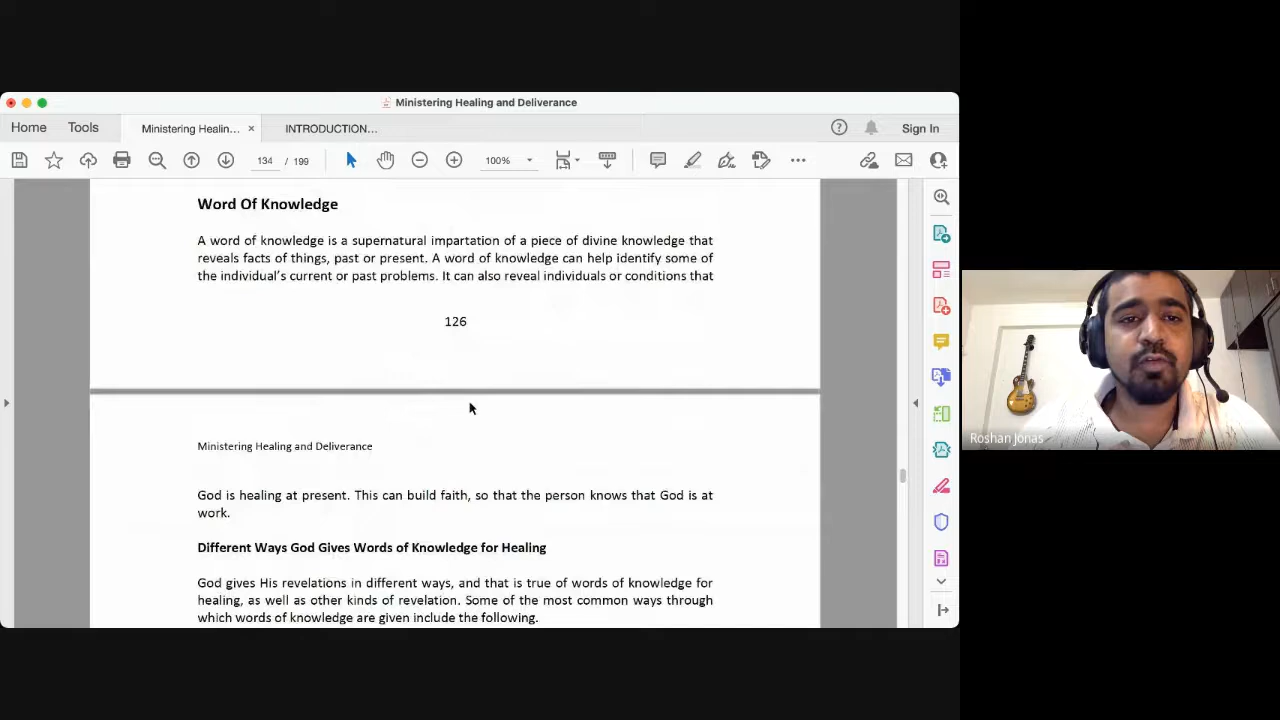 Ministering Healing and Deliverance
Home
Tools
Ministering Healin... ×
INTRODUCTION...
Sign In
134 / 199
100%
Word Of Knowledge
A word of knowledge is a supernatural impartation of a piece of divine knowledge that
reveals facts of things, past or present. A word of knowledge can help identify some of
the individual's current or past problems. It can also reveal individuals or conditions that
126
Ministering Healing and Deliverance
God is healing at present. This can build faith, so that the person knows that God is at
work.
Different Ways God Gives Words of Knowledge for Healing
God gives His revelations in different ways, and that is true of words of knowledge for
healing, as well as other kinds of revelation. Some of the most common ways through
which words of knowledge are given include the following.
Roshan Jonas